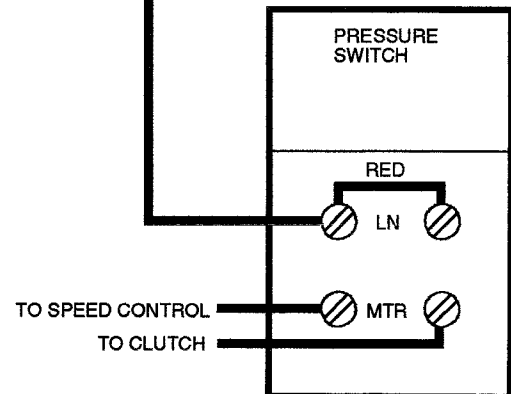 PRESSURE
SWITCH
RED
LN
TO SPEED CONTROL
MTR
TO CLUTCH